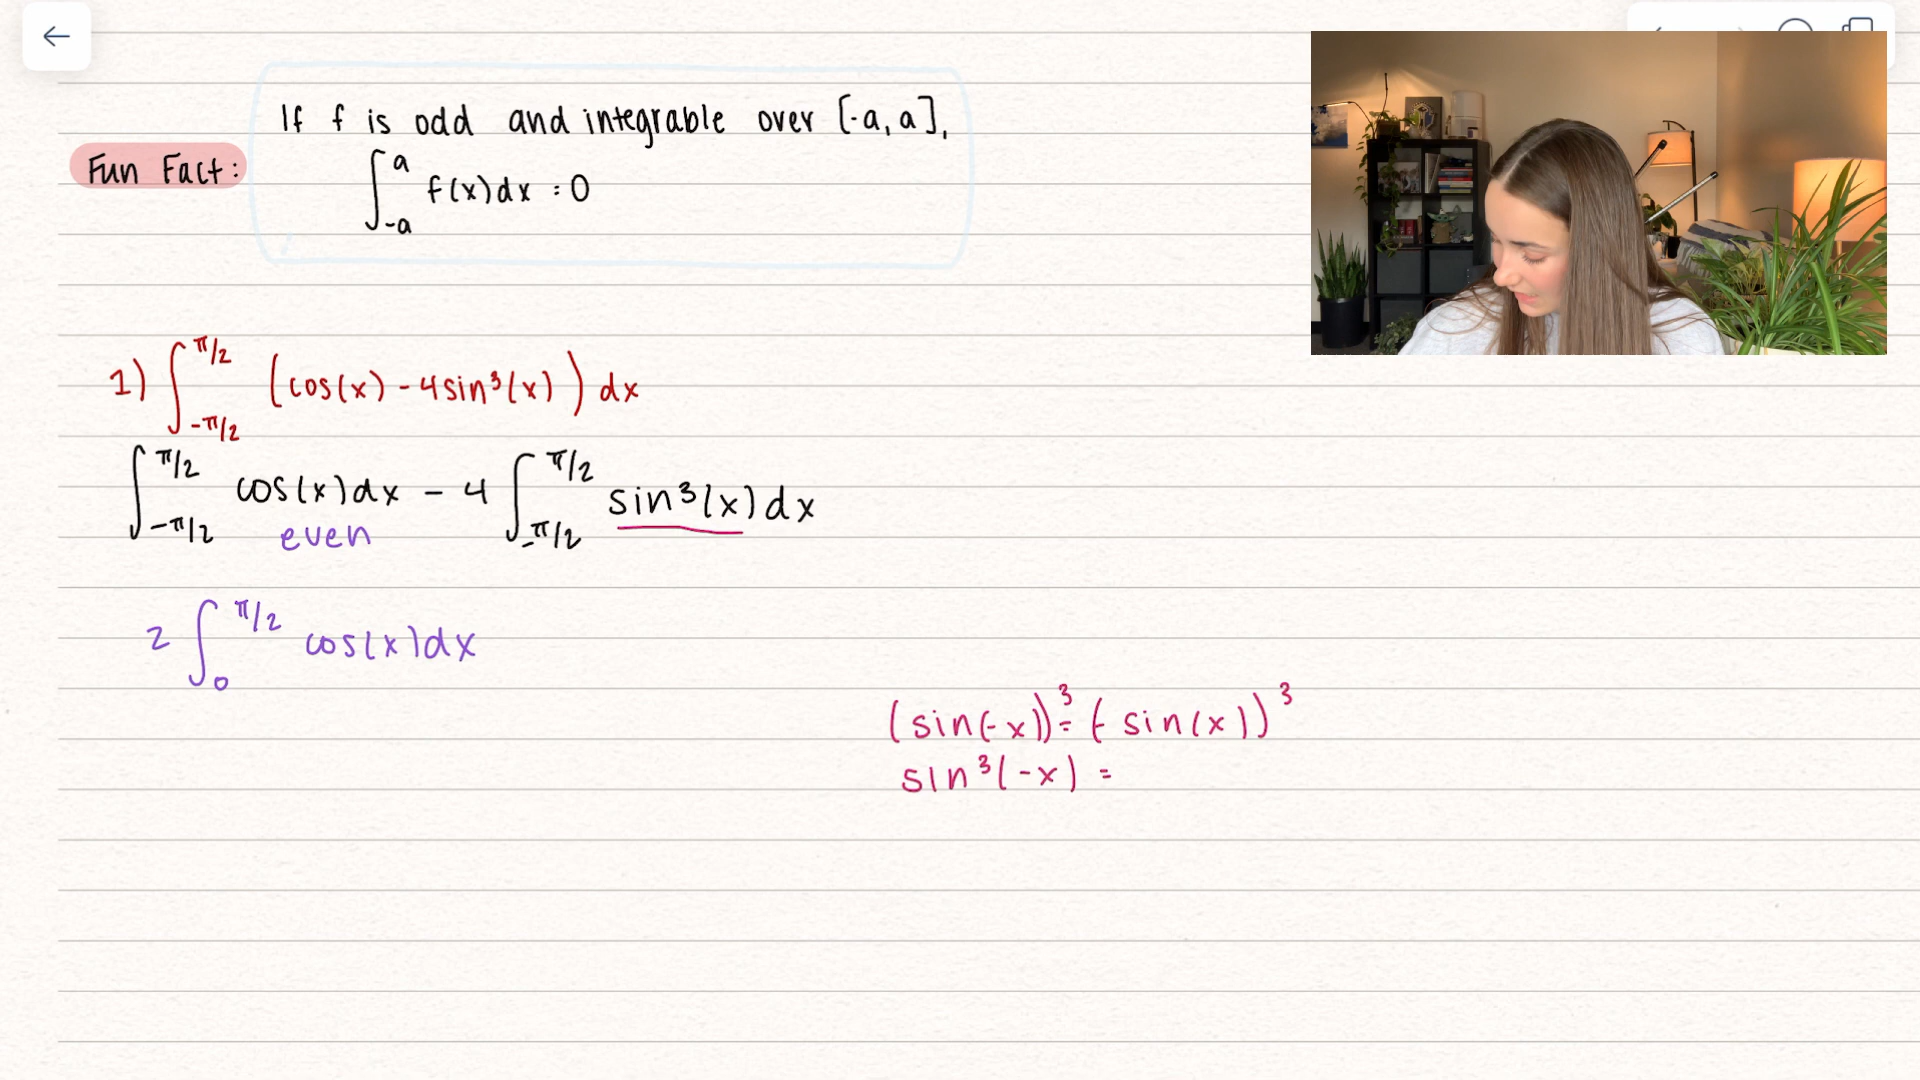 If f is odd and integrable over [-a, a],
Fun Fact:
∫_{-a}^{a} f(x)dx = 0
1) ∫_{-π/2}^{π/2} (cos(x) - 4sin³(x)) dx
∫_{-π/2}^{π/2} cos(x)dx - 4 ∫_{-π/2}^{π/2} sin³(x)dx
even
2 ∫_{0}^{π/2} cos(x)dx
(sin(-x))³ = (-sin(x))³
sin³(-x) =